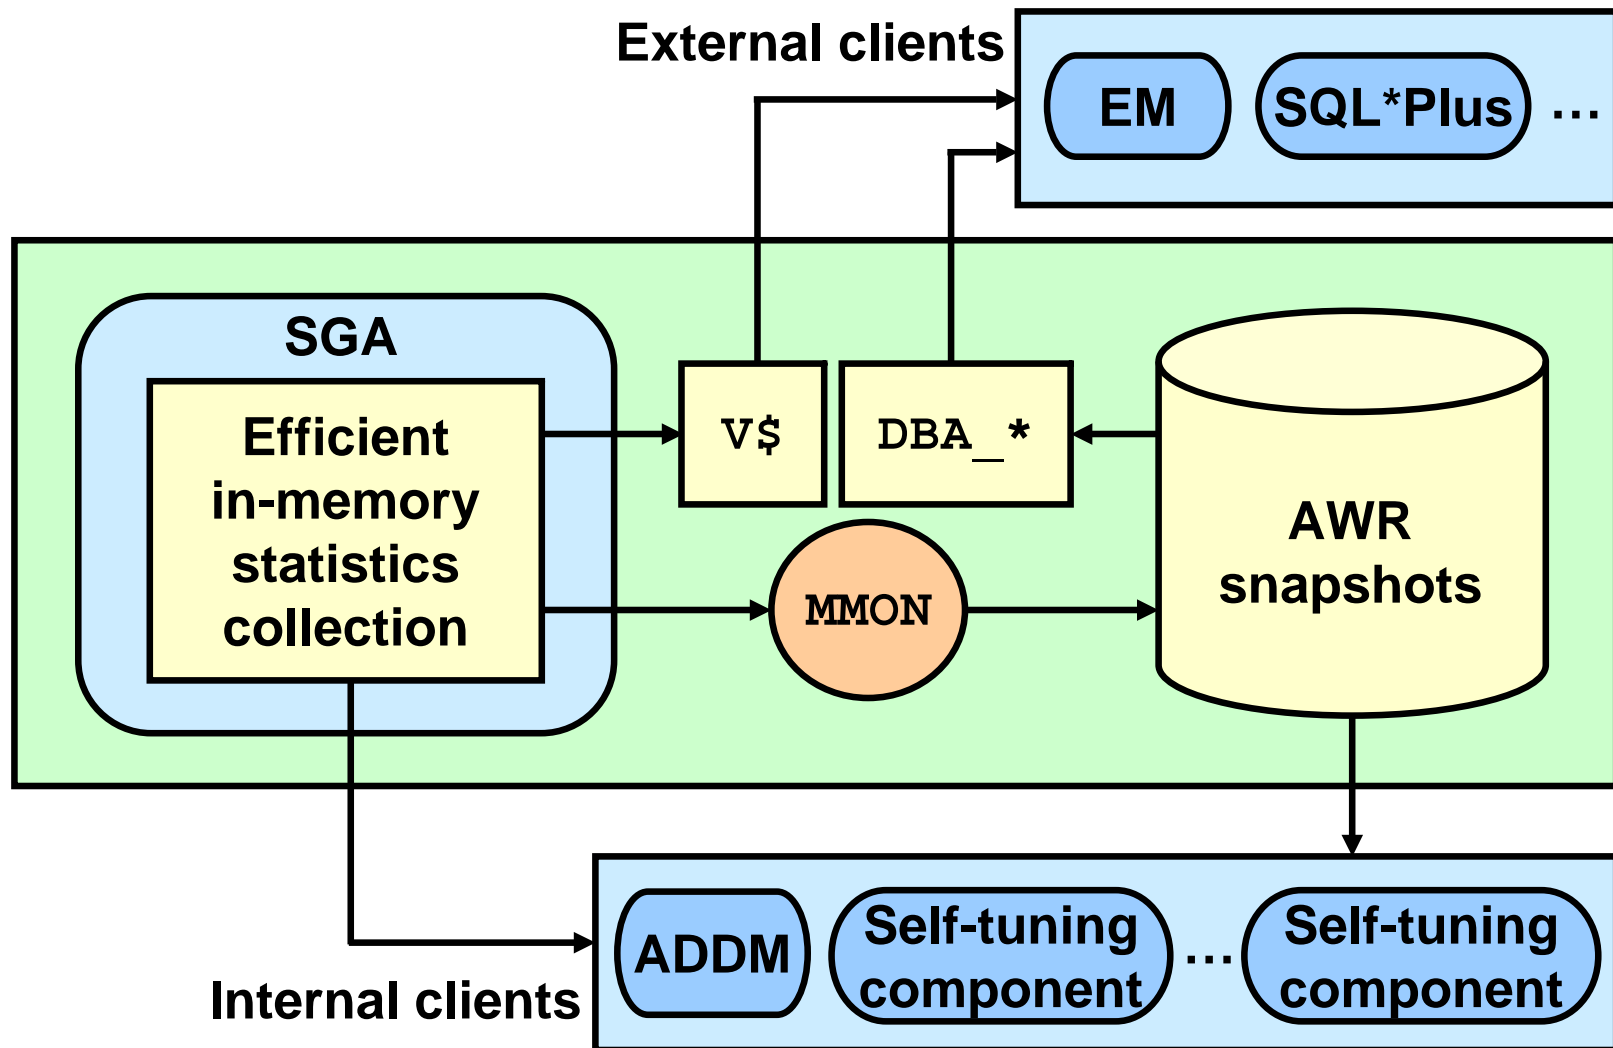 External clients
EM
SQL*Plus
...
SGA
Efficient
in-memory
statistics
collection
V$
DBA_*
MMON
AWR
snapshots
ADDM
Self-tuning
component
...
Self-tuning
component
Internal clients